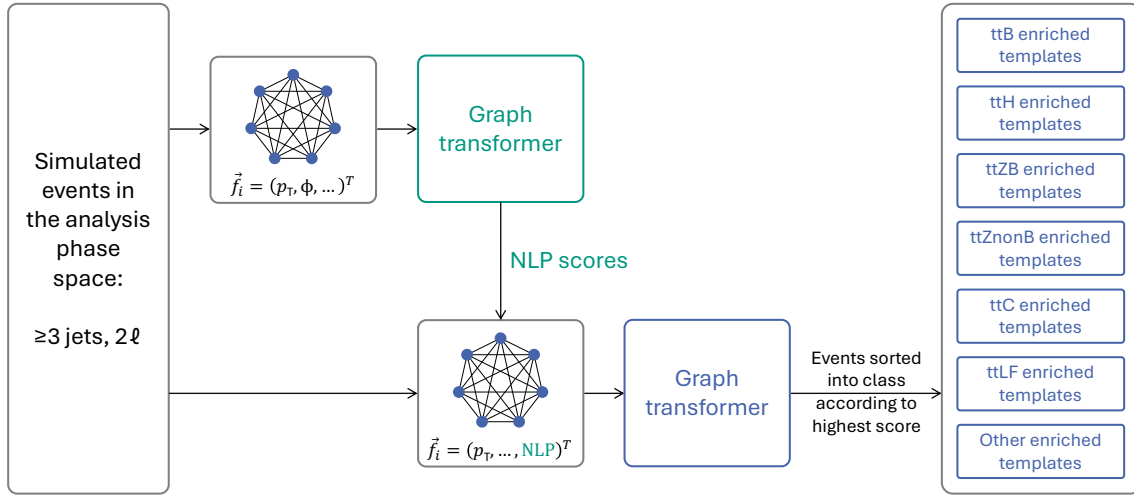 Simulated
events in
the analysis
phase
space:
≥3 jets, 2ℓ
f⃗ᵢ = (p_T, ϕ, …)ᵀ
Graph
transformer
NLP scores
f⃗ᵢ = (p_T, … , NLP)ᵀ
Graph
transformer
Events sorted
into class
according to
highest score
ttB enriched
templates
ttH enriched
templates
ttZB enriched
templates
ttZnonB enriched
templates
ttC enriched
templates
ttLF enriched
templates
Other enriched
templates